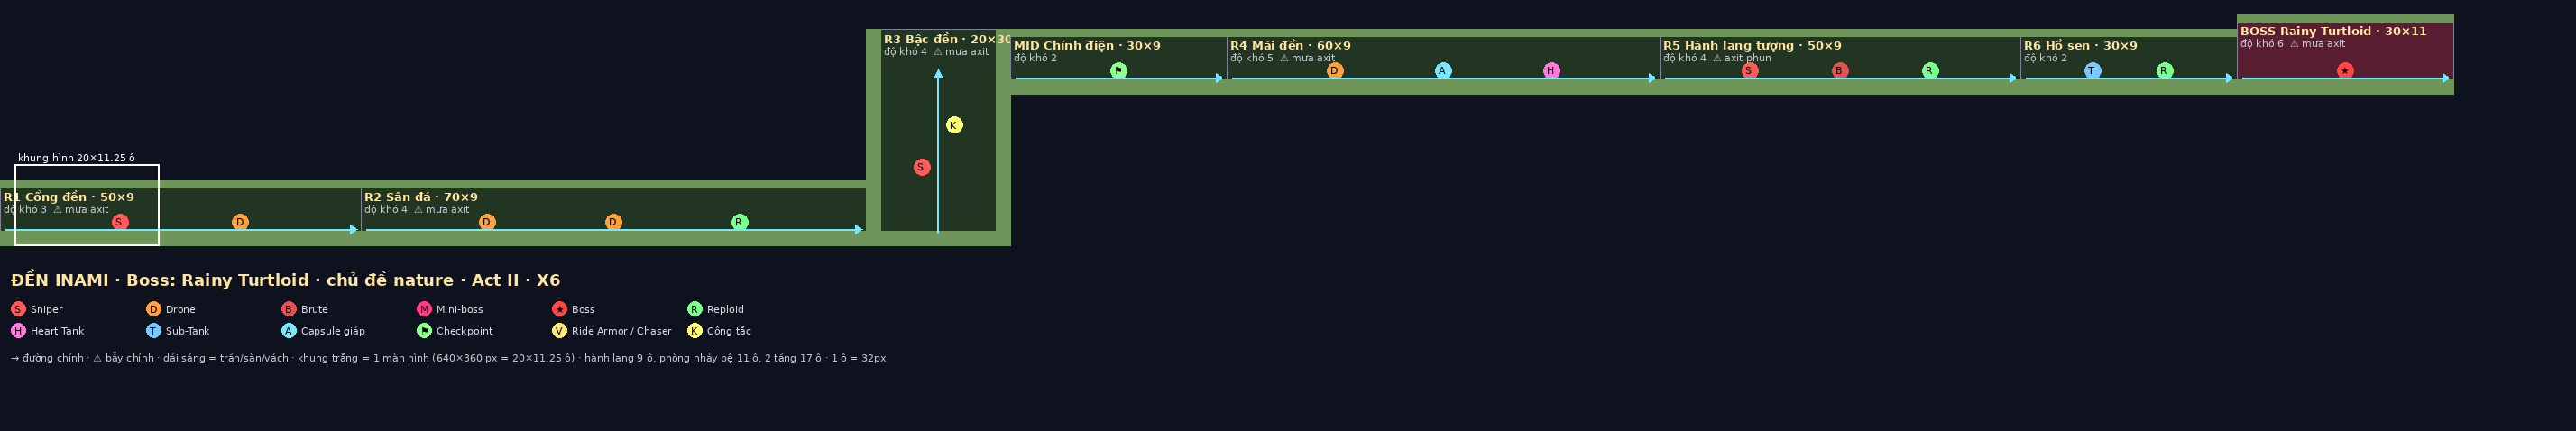 R3 Bậc đền · 20×30
độ khó 4 ⚠ mưa axit
K
S
MID Chính điện · 30×9
độ khó 2
⚑
R4 Mái đền · 60×9
độ khó 5 ⚠ mưa axit
D
A
H
R5 Hành lang tượng · 50×9
độ khó 4 ⚠ axit phun
S
B
R
R6 Hồ sen · 30×9
độ khó 2
T
R
BOSS Rainy Turtloid · 30×11
độ khó 6 ⚠ mưa axit
★
khung hình 20×11.25 ô
R1 Cổng đền · 50×9
độ khó 3 ⚠ mưa axit
S
D
R2 Sân đá · 70×9
độ khó 4 ⚠ mưa axit
D
D
R
ĐỀN INAMI · Boss: Rainy Turtloid · chủ đề nature · Act II · X6
S Sniper
D Drone
B Brute
M Mini-boss
★ Boss
R Reploid
H Heart Tank
T Sub-Tank
A Capsule giáp
⚑ Checkpoint
V Ride Armor / Chaser
K Công tắc
→ đường chính · ⚠ bẫy chính · dải sáng = trần/sàn/vách · khung trắng = 1 màn hình (640×360 px = 20×11.25 ô) · hành lang 9 ô, phòng nhảy bệ 11 ô, 2 tầng 17 ô · 1 ô = 32px